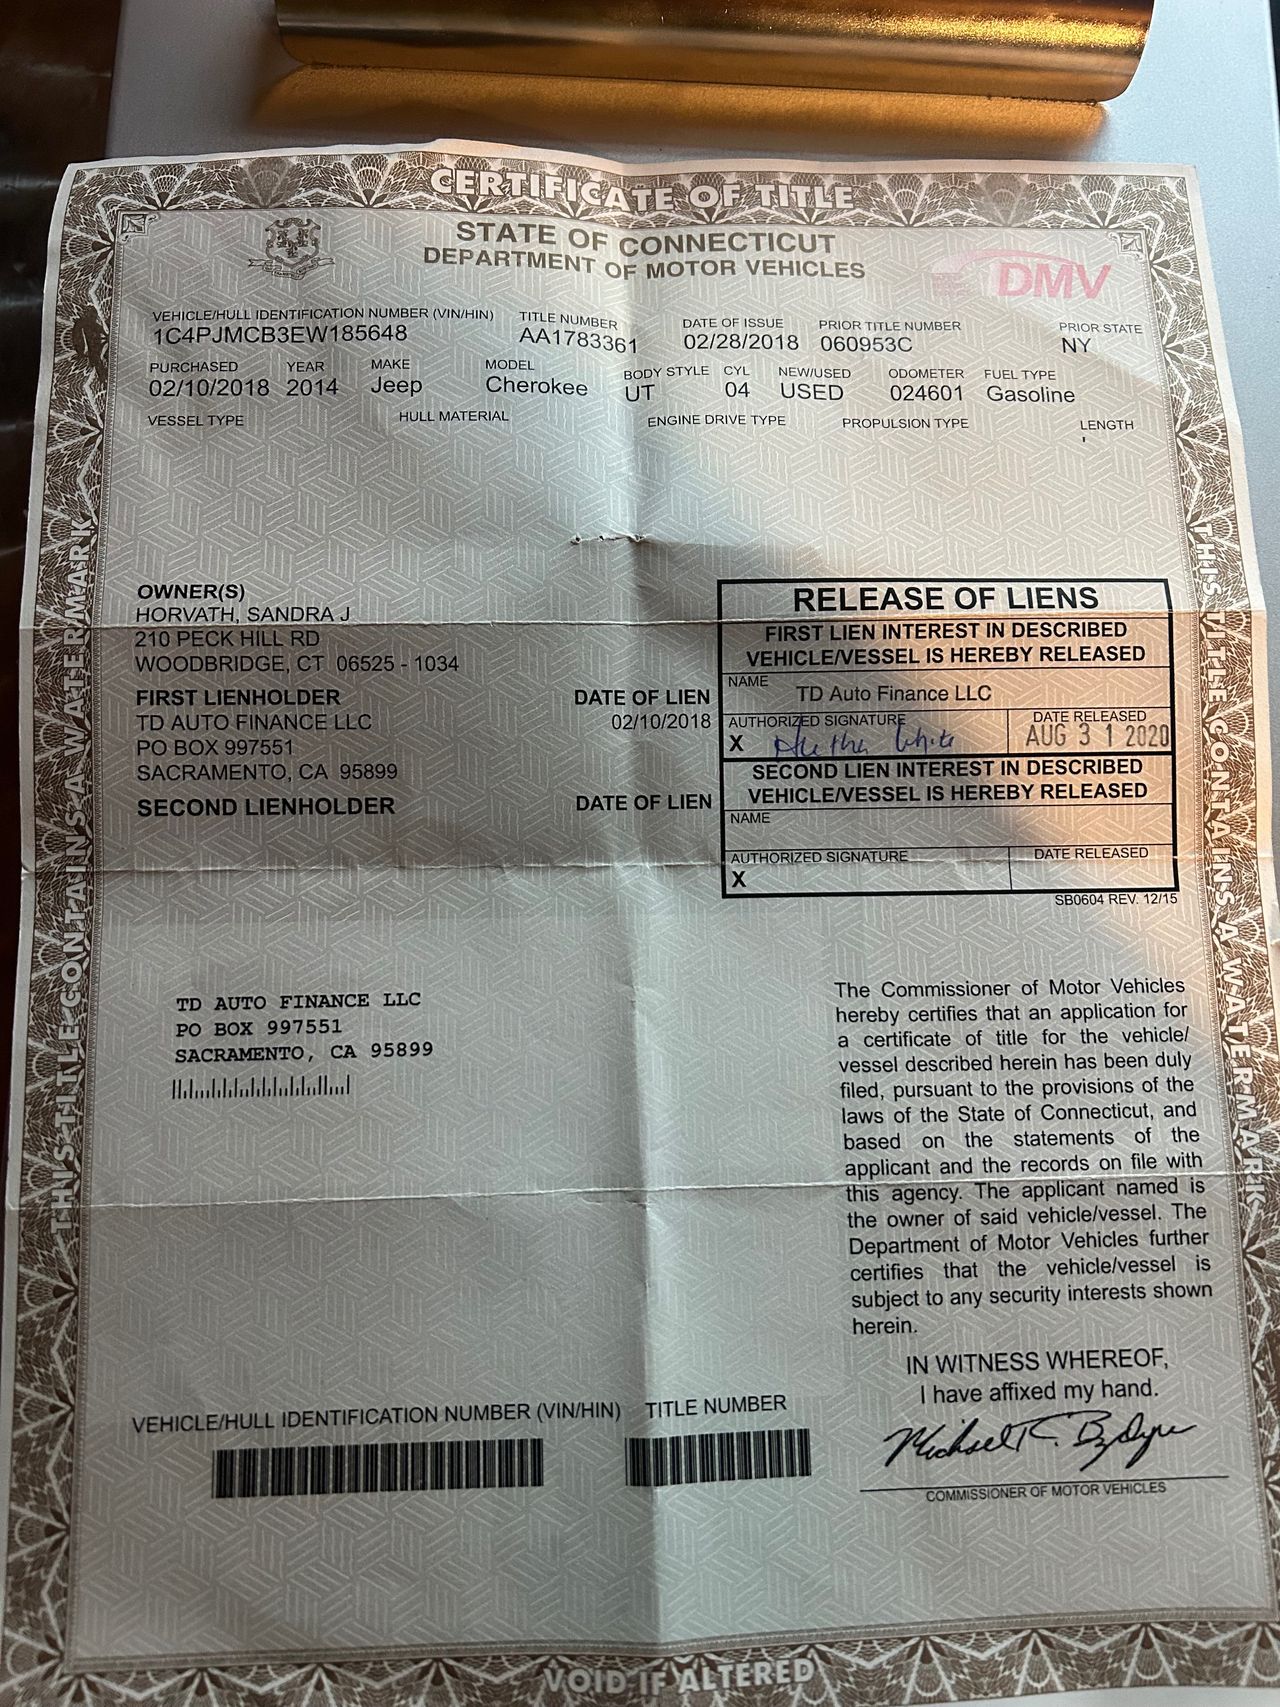 CERTIFICATE OF TITLE
STATE OF CONNECTICUT
DEPARTMENT OF MOTOR VEHICLES
DMV
VEHICLE/HULL IDENTIFICATION NUMBER (VIN/HIN) TITLE NUMBER DATE OF ISSUE PRIOR TITLE NUMBER PRIOR STATE
1C4PJMCB3EW185648 AA1783361 02/28/2018 060953C NY
PURCHASED YEAR MAKE MODEL BODY STYLE CYL NEW/USED ODOMETER FUEL TYPE
02/10/2018 2014 Jeep Cherokee UT 04 USED 024601 Gasoline
VESSEL TYPE HULL MATERIAL ENGINE DRIVE TYPE PROPULSION TYPE LENGTH
'
OWNER(S)
HORVATH, SANDRA J
210 PECK HILL RD
WOODBRIDGE, CT 06525 - 1034
FIRST LIENHOLDER DATE OF LIEN
TD AUTO FINANCE LLC 02/10/2018
PO BOX 997551
SACRAMENTO, CA 95899
SECOND LIENHOLDER DATE OF LIEN
RELEASE OF LIENS
FIRST LIEN INTEREST IN DESCRIBED
VEHICLE/VESSEL IS HEREBY RELEASED
NAME TD Auto Finance LLC
AUTHORIZED SIGNATURE DATE RELEASED
X White AUG 31 2020
SECOND LIEN INTEREST IN DESCRIBED
VEHICLE/VESSEL IS HEREBY RELEASED
NAME
AUTHORIZED SIGNATURE DATE RELEASED
X
SB0604 REV. 12/15
TD AUTO FINANCE LLC
PO BOX 997551
SACRAMENTO, CA 95899
The Commissioner of Motor Vehicles
hereby certifies that an application for
a certificate of title for the vehicle/
vessel described herein has been duly
filed, pursuant to the provisions of the
laws of the State of Connecticut, and
based on the statements of the
applicant and the records on file with
this agency. The applicant named is
the owner of said vehicle/vessel. The
Department of Motor Vehicles further
certifies that the vehicle/vessel is
subject to any security interests shown
herein.
IN WITNESS WHEREOF,
I have affixed my hand.
Michael R. Bzdyra
COMMISSIONER OF MOTOR VEHICLES
VEHICLE/HULL IDENTIFICATION NUMBER (VIN/HIN) TITLE NUMBER
THIS TITLE CONTAINS A WATERMARK
THIS TITLE CONTAINS A WATERMARK
VOID IF ALTERED